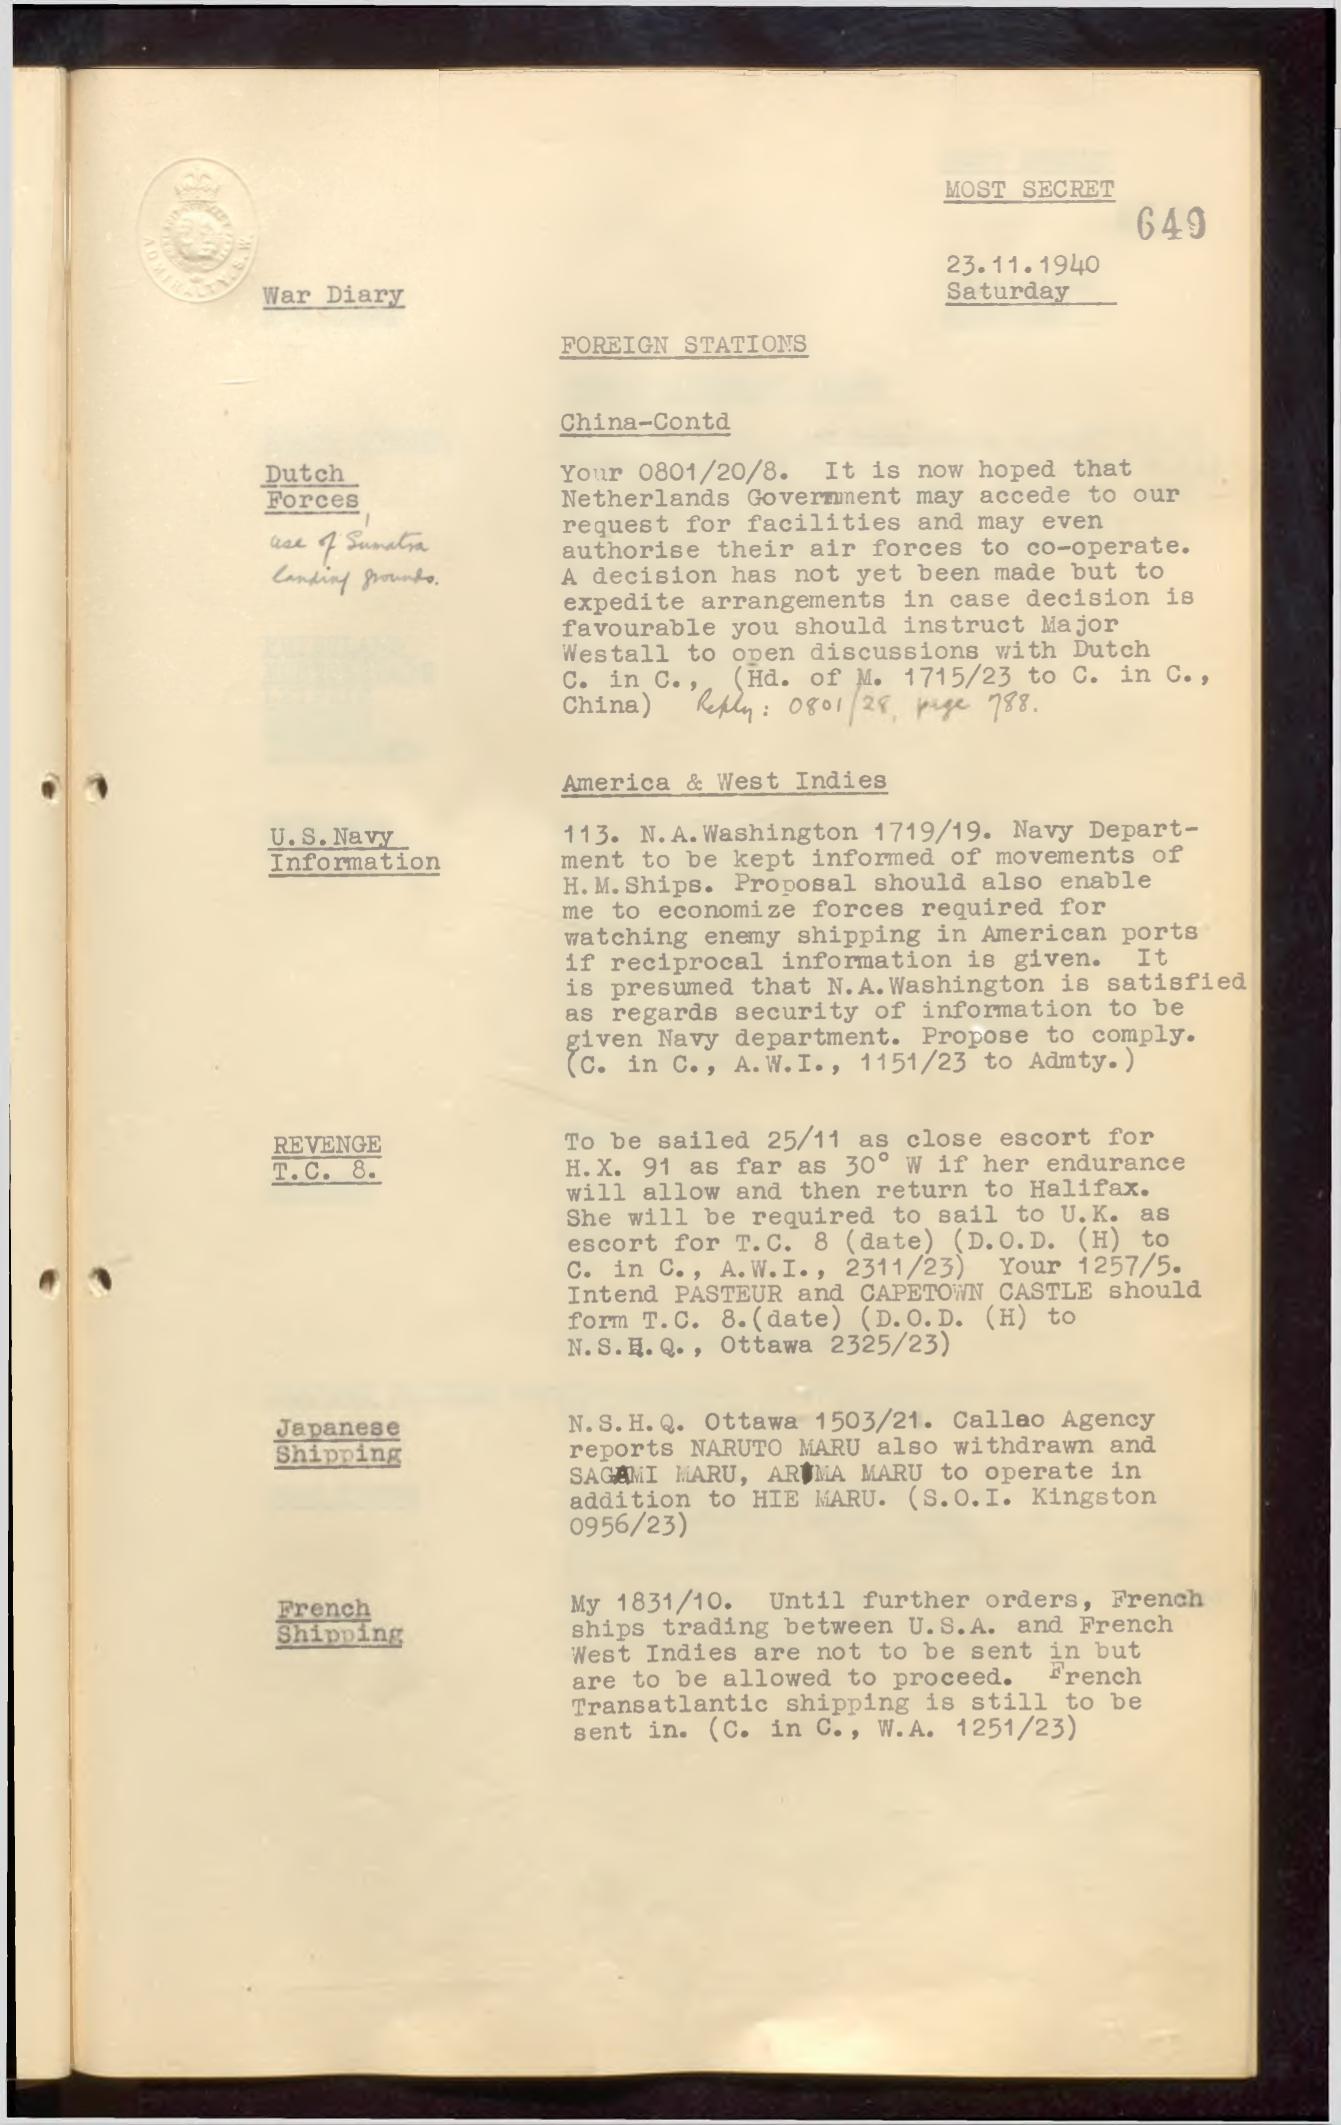 MOST SECRET
649
23.11.1940
Saturday
War Diary
ADMIRALTY. S.W.
FOREIGN STATIONS
China-Contd
Dutch
Forces,
use of Sumatra
landing grounds.
Your 0801/20/8. It is now hoped that
Netherlands Government may accede to our
request for facilities and may even
authorise their air forces to co-operate.
A decision has not yet been made but to
expedite arrangements in case decision is
favourable you should instruct Major
Westall to open discussions with Dutch
C. in C., (Hd. of M. 1715/23 to C. in C.,
China) Reply: 0801/28, page 788.
America & West Indies
U.S.Navy
Information
113. N.A.Washington 1719/19. Navy Depart-
ment to be kept informed of movements of
H.M.Ships. Proposal should also enable
me to economize forces required for
watching enemy shipping in American ports
if reciprocal information is given. It
is presumed that N.A.Washington is satisfied
as regards security of information to be
given Navy department. Propose to comply.
(C. in C., A.W.I., 1151/23 to Admty.)
REVENGE
T.C. 8.
To be sailed 25/11 as close escort for
H.X. 91 as far as 30° W if her endurance
will allow and then return to Halifax.
She will be required to sail to U.K. as
escort for T.C. 8 (date) (D.O.D. (H) to
C. in C., A.W.I., 2311/23) Your 1257/5.
Intend PASTEUR and CAPETOWN CASTLE should
form T.C. 8.(date) (D.O.D. (H) to
N.S.H.Q., Ottawa 2325/23)
Japanese
Shipping
N.S.H.Q. Ottawa 1503/21. Callao Agency
reports NARUTO MARU also withdrawn and
SAGAMI MARU, ARIMA MARU to operate in
addition to HIE MARU. (S.O.I. Kingston
0956/23)
French
Shipping
My 1831/10. Until further orders, French
ships trading between U.S.A. and French
West Indies are not to be sent in but
are to be allowed to proceed. French
Transatlantic shipping is still to be
sent in. (C. in C., W.A. 1251/23)